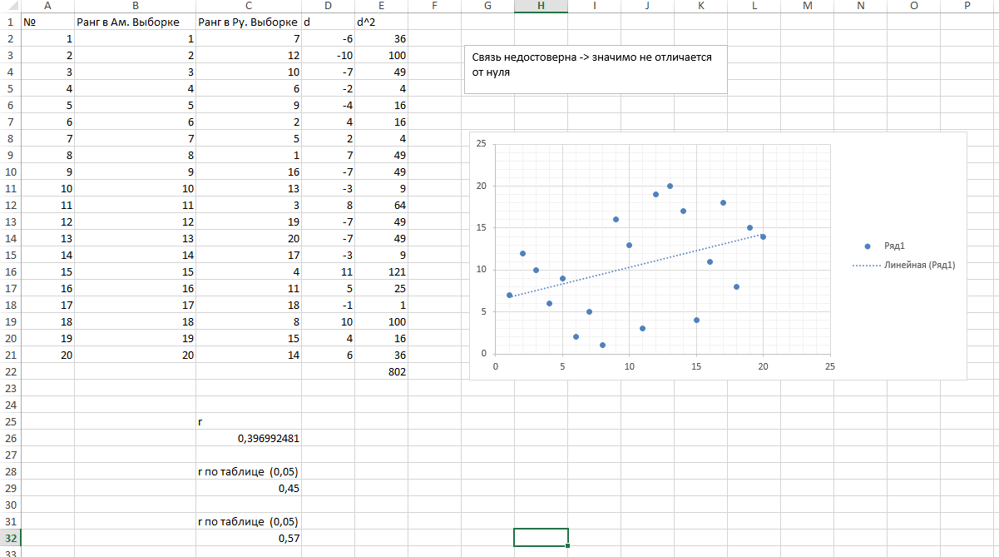 A B C D E F G H I J K L M N O P
1 № Ранг в Ам. Выборке Ранг в Ру. Выборке d d^2
2 1 1 7 -6 36
3 2 2 12 -10 100
4 3 3 10 -7 49
5 4 4 6 -2 4
6 5 5 9 -4 16
7 6 6 2 4 16
8 7 7 5 2 4
9 8 8 1 7 49
10 9 9 16 -7 49
11 10 10 13 -3 9
12 11 11 3 8 64
13 12 12 19 -7 49
14 13 13 20 -7 49
15 14 14 17 -3 9
16 15 15 4 11 121
17 16 16 11 5 25
18 17 17 18 -1 1
19 18 18 8 10 100
20 19 19 15 4 16
21 20 20 14 6 36
22 802
23
24
25 r
26 0,396992481
27
28 r по таблице (0,05)
29 0,45
30
31 r по таблице (0,05)
32 0,57
33
Связь недостоверна -> значимо не отличается
от нуля
25
20
15
10
5
0
0 5 10 15 20 25
Ряд1
Линейная (Ряд1)